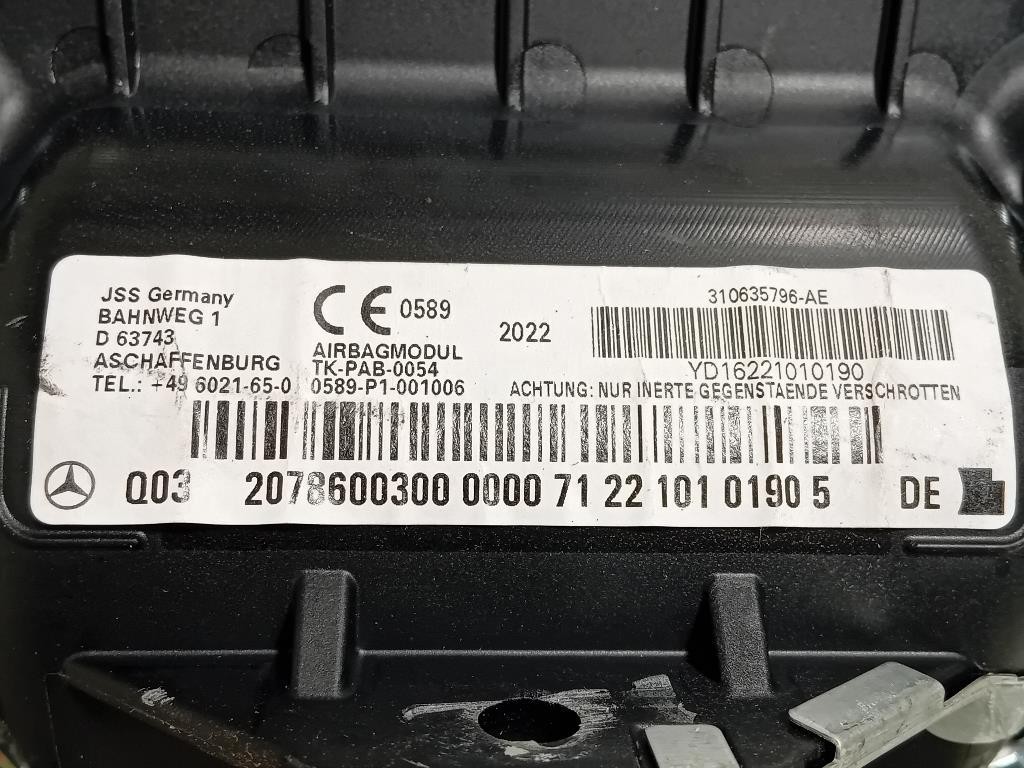 JSS Germany
BAHNWEG 1
D 63743
ASCHAFFENBURG
TEL.: +49 6021-65-0
CE 0589
AIRBAGMODUL
TK-PAB-0054
0589-P1-001006
2022
310635796-AE
YD16221010190
ACHTUNG: NUR INERTE GEGENSTAENDE VERSCHROTTEN
Q03 2078600300 0000 71 22 101 0190 5 DE